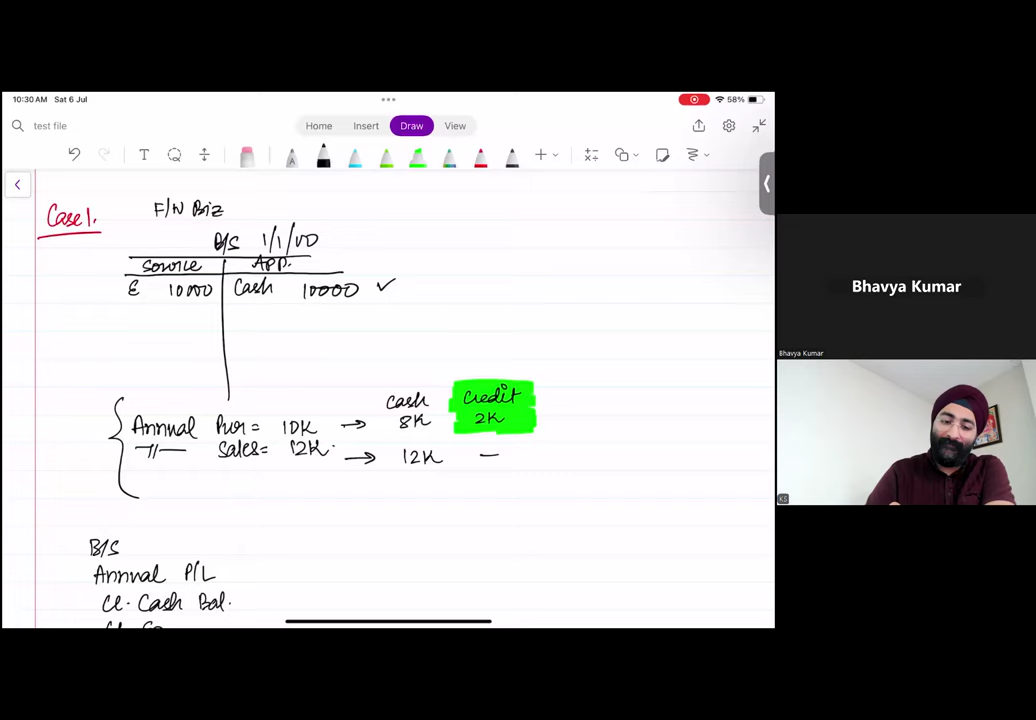 10:30 AM Sat 6 Jul
58%
test file
Home Insert Draw View
T
Case 1.
F/N Biz
B/S 1/1/00
Source App.
E 10000 Cash 10000 ✓
Cash Credit
Annual Pur = 10K → 8K 2K
—"— Sales = 12K → 12K —
B/S
Annual P/L
Cl. Cash Bal.
Bhavya Kumar
Bhavya Kumar
KS